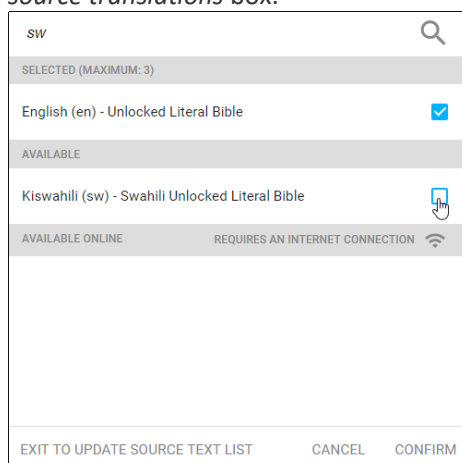 source translations box.
sw
SELECTED (MAXIMUM: 3)
English (en) - Unlocked Literal Bible
AVAILABLE
Kiswahili (sw) - Swahili Unlocked Literal Bible
AVAILABLE ONLINE REQUIRES AN INTERNET CONNECTION
EXIT TO UPDATE SOURCE TEXT LIST CANCEL CONFIRM